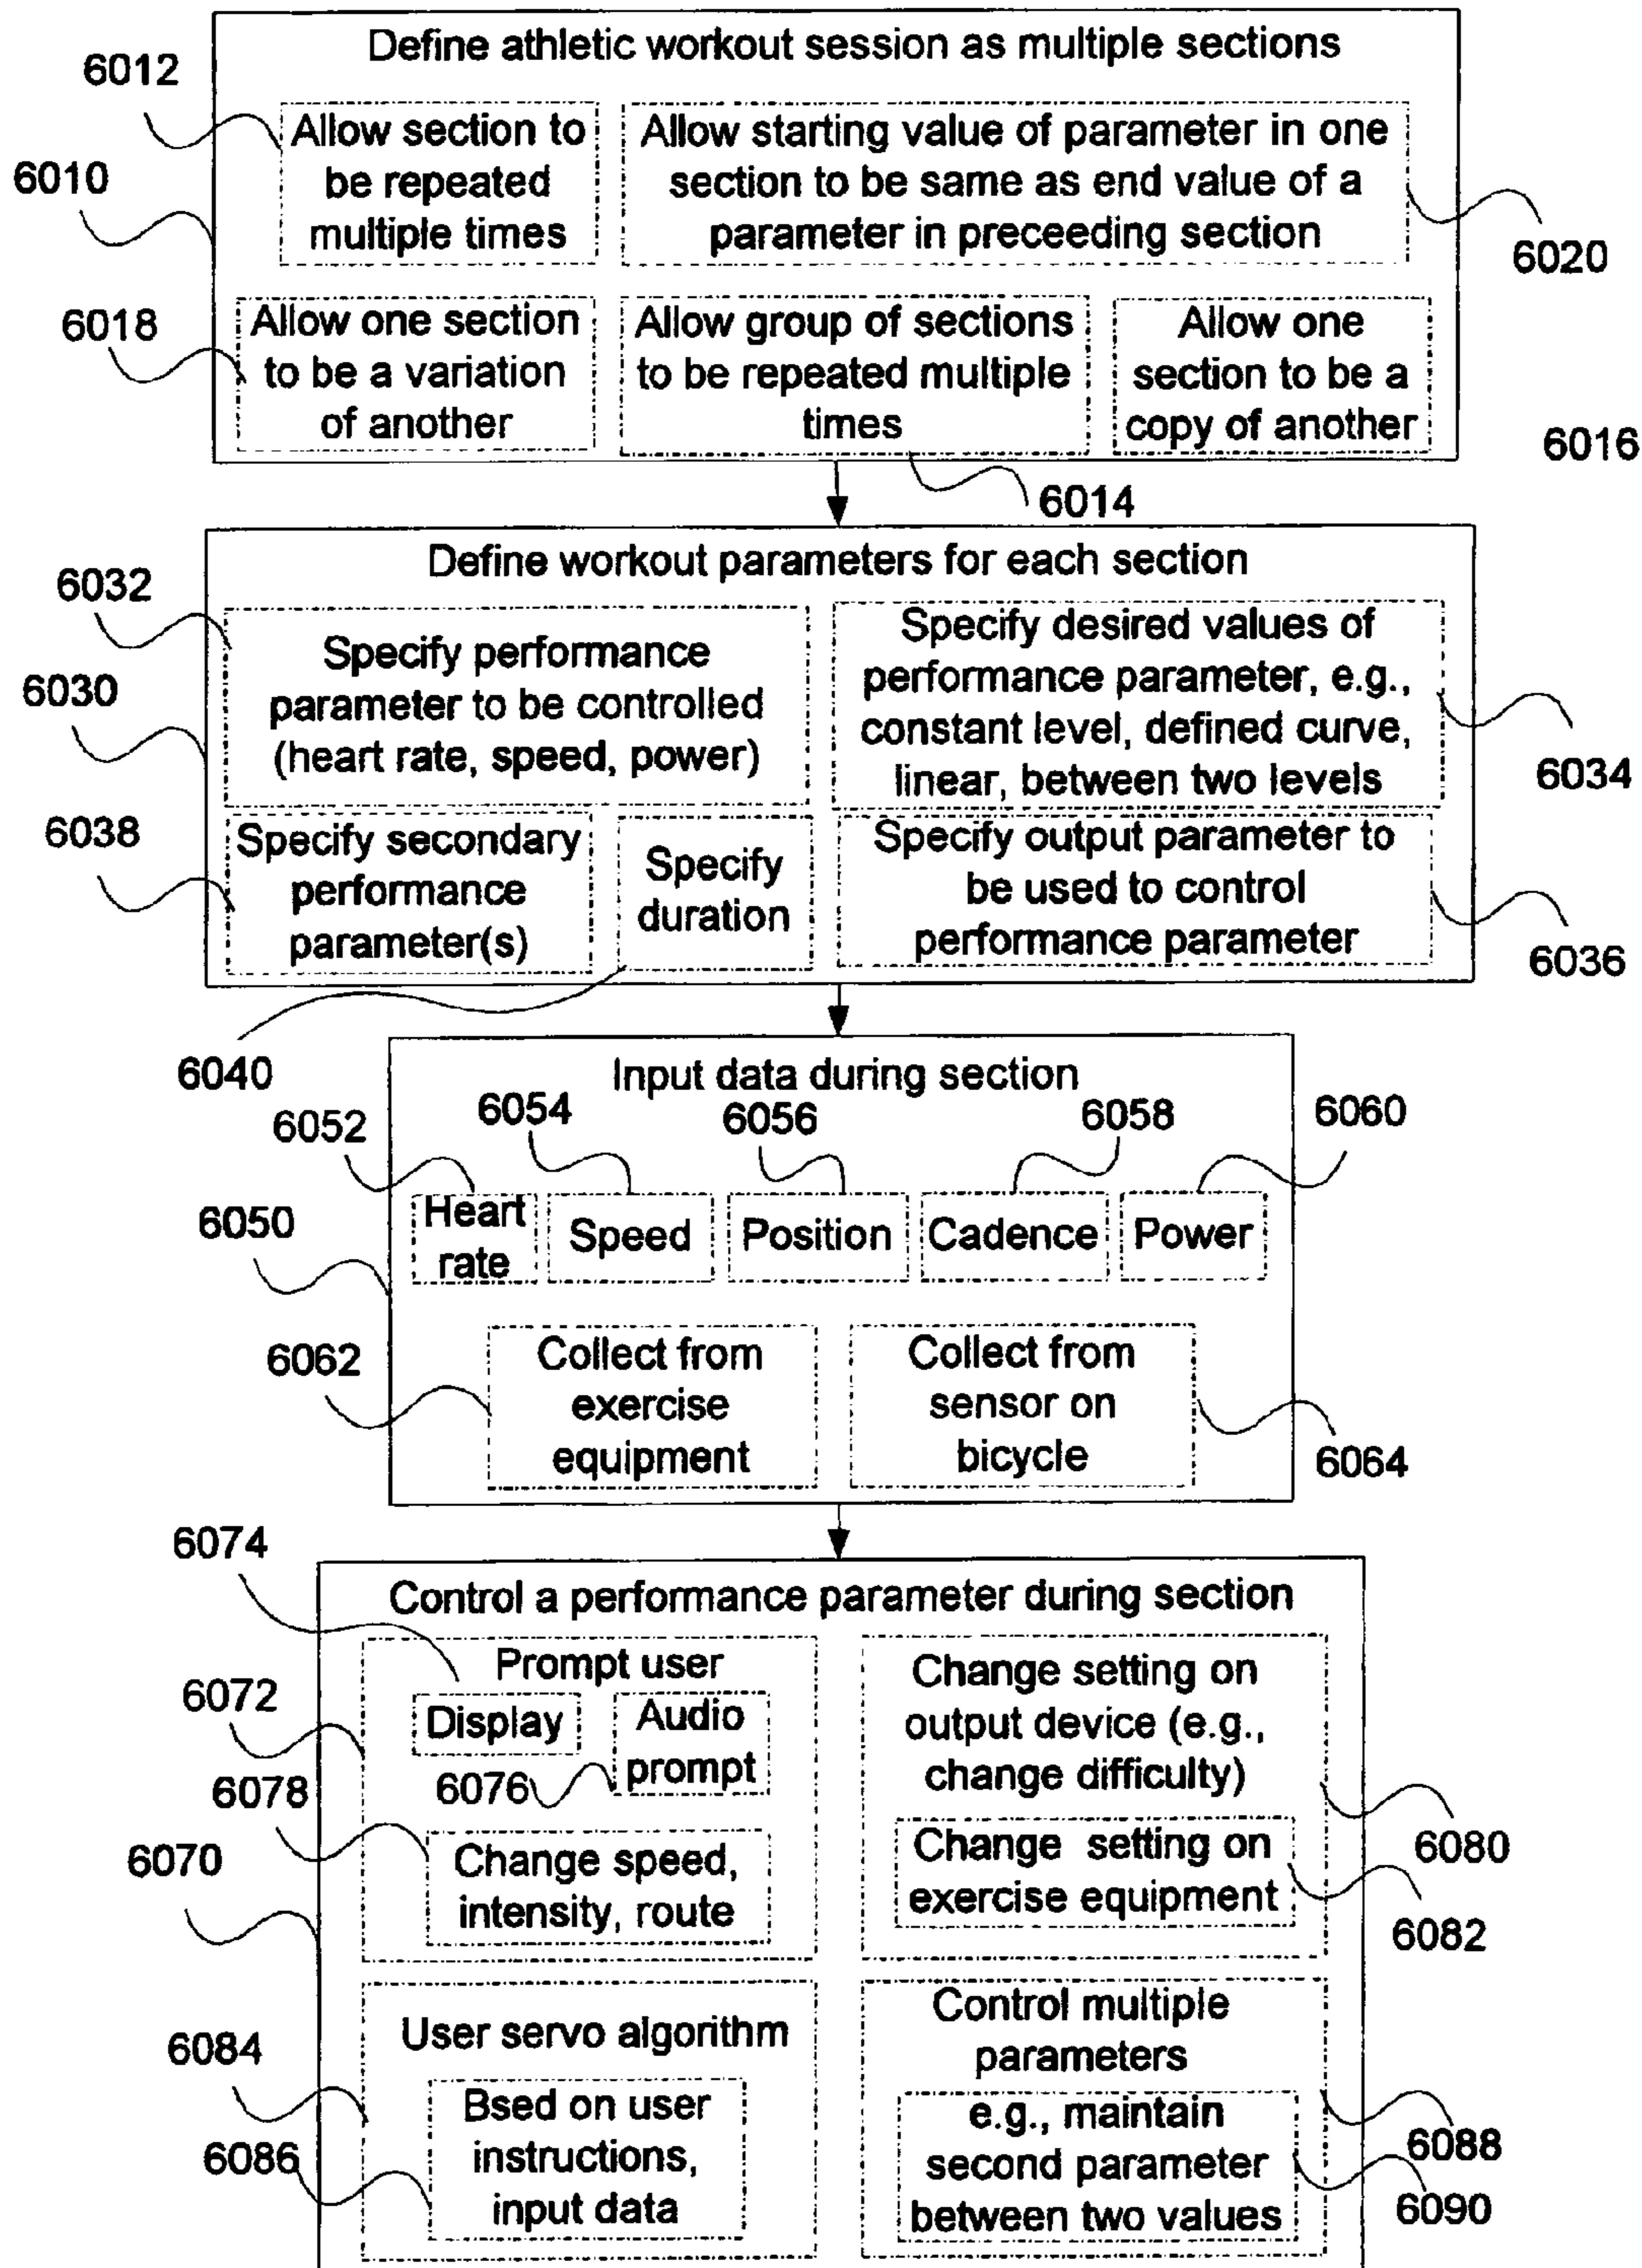 Define athletic workout session as multiple sections
6012
Allow section to
be repeated
multiple times
Allow starting value of parameter in one
section to be same as end value of a
parameter in preceeding section
6010
6020
6018
Allow one section
to be a variation
of another
Allow group of sections
to be repeated multiple
times
Allow one
section to be a
copy of another
6016
6014
Define workout parameters for each section
6032
Specify performance
parameter to be controlled
(heart rate, speed, power)
Specify desired values of
performance parameter, e.g.,
constant level, defined curve,
linear, between two levels
6030
6034
6038
Specify secondary
performance
parameter(s)
Specify
duration
Specify output parameter to
be used to control
performance parameter
6036
6040
Input data during section
6052
6054
6056
6058
6060
Heart
rate
Speed
Position
Cadence
Power
6050
6062
Collect from
exercise
equipment
Collect from
sensor on
bicycle
6064
6074
Control a performance parameter during section
Prompt user
6072
Display
Audio
prompt
6076
6078
Change speed,
intensity, route
6070
Change setting on
output device (e.g.,
change difficulty)
6080
Change setting on
exercise equipment
6082
User servo algorithm
6084
Bsed on user
instructions,
input data
6086
Control multiple
parameters
e.g., maintain
second parameter
between two values
6088
6090